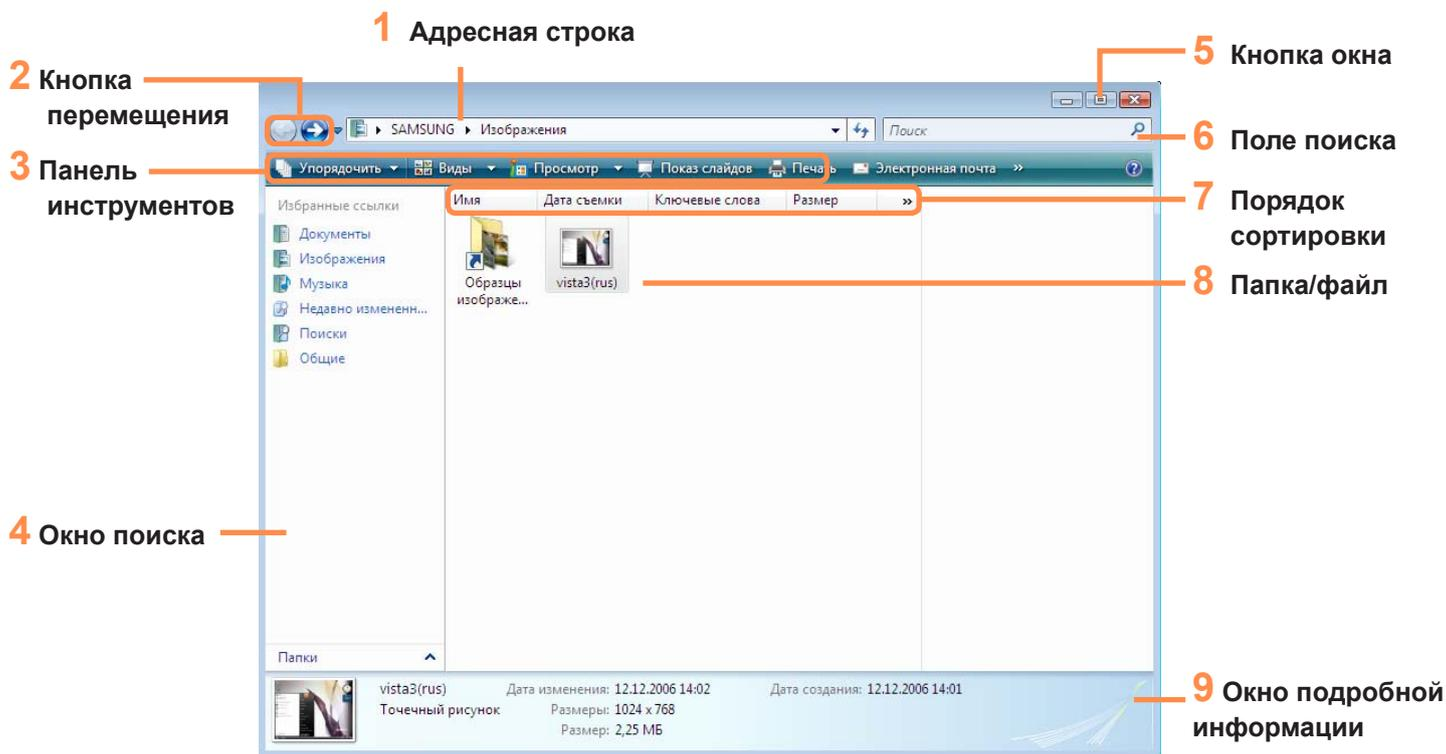 1 Адресная строка
2 Кнопка
перемещения
3 Панель
инструментов
4 Окно поиска
5 Кнопка окна
6 Поле поиска
7 Порядок
сортировки
8 Папка/файл
9 Окно подробной
информации
SAMSUNG Изображения
Поиск
Упорядочить Виды Просмотр Показ слайдов Печать Электронная почта »
Избранные ссылки
Документы
Изображения
Музыка
Недавно измененн...
Поиски
Общие
Папки
Имя Дата съемки Ключевые слова Размер »
Образцы
изображе...
vista3(rus)
vista3(rus) Дата изменения: 12.12.2006 14:02 Дата создания: 12.12.2006 14:01
Точечный рисунок Размеры: 1024 x 768
Размер: 2,25 МБ